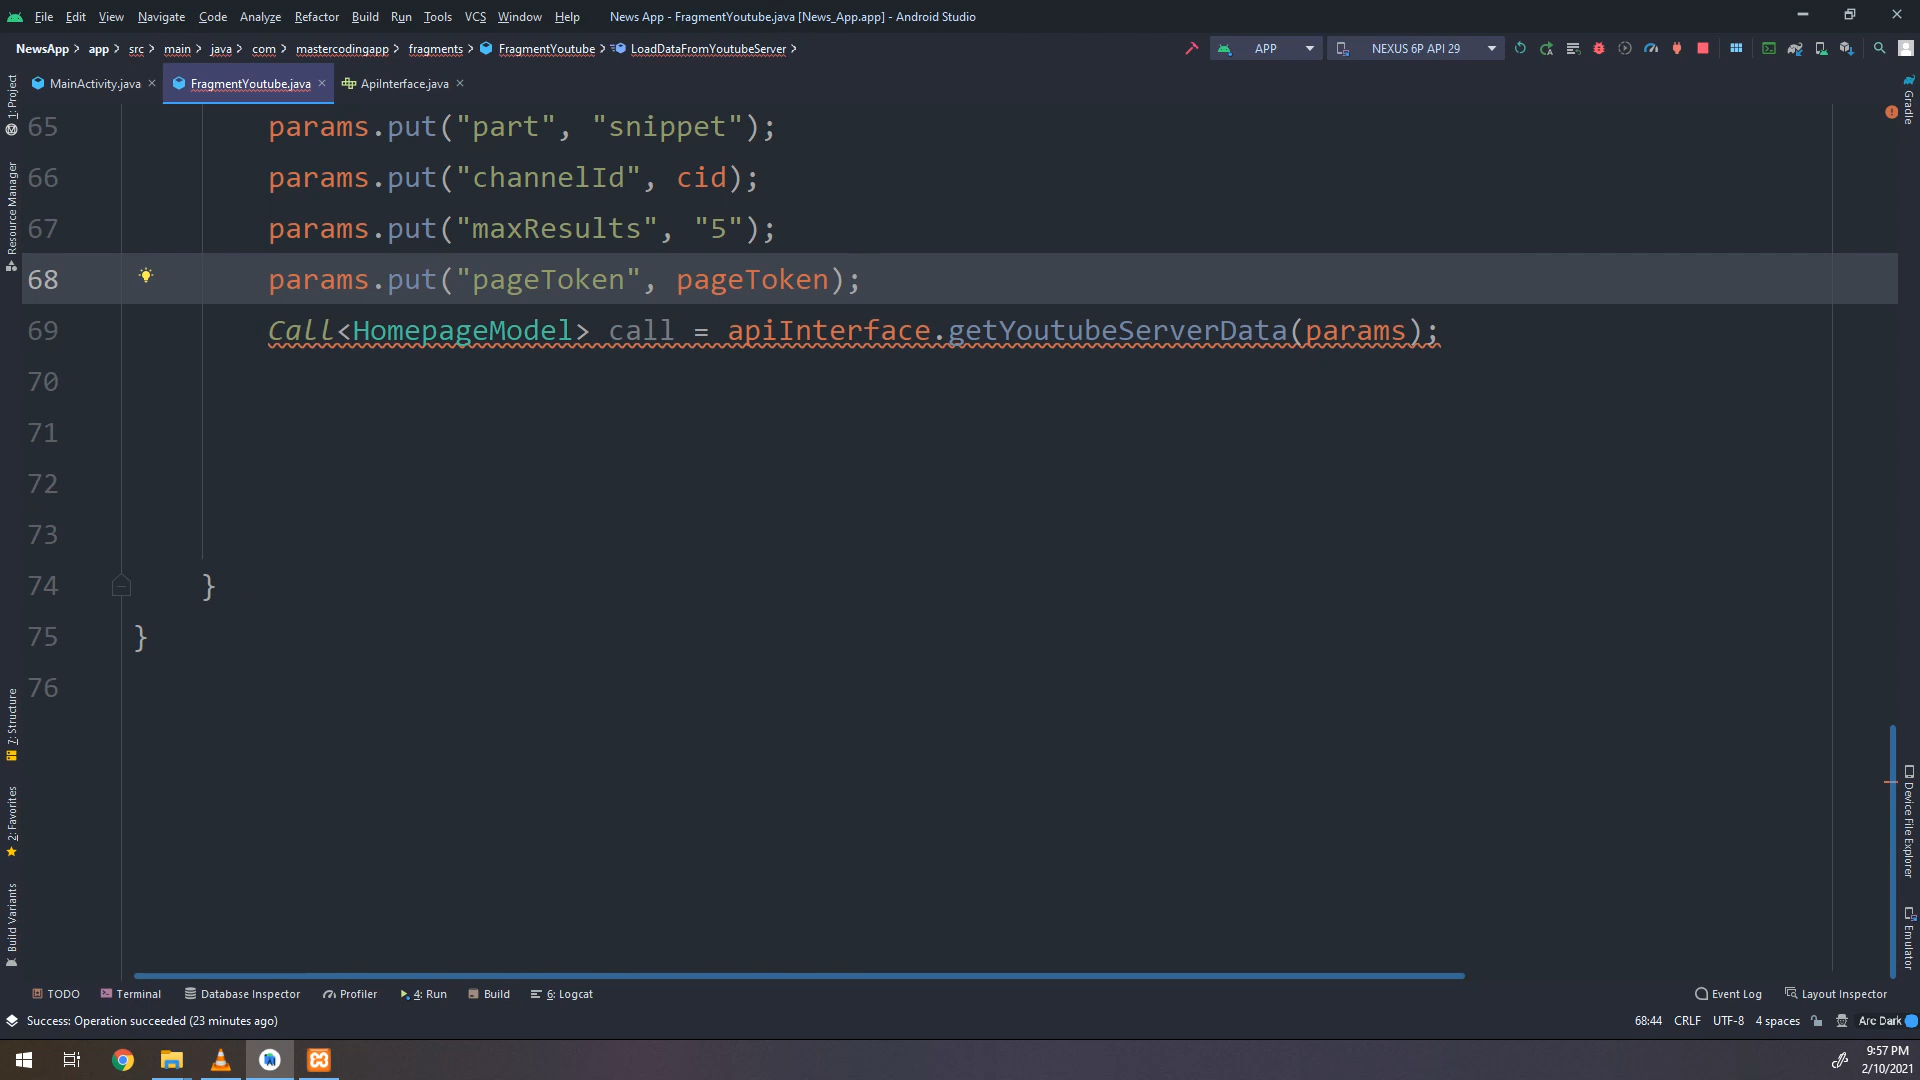 File Edit View Navigate Code Analyze Refactor Build Run Tools VCS Window Help News App - FragmentYoutube.java [News_App.app] - Android Studio
NewsApp app src main java com mastercodingapp fragments FragmentYoutube LoadDataFromYoutubeServer APP NEXUS 6P API 29
MainActivity.java FragmentYoutube.java ApiInterface.java
1: Project
Resource Manager
7: Structure
2: Favorites
Build Variants
Gradle
Device File Explorer
Emulator
65 params.put("part", "snippet");
66 params.put("channelId", cid);
67 params.put("maxResults", "5");
68 params.put("pageToken", pageToken);
69 Call<HomepageModel> call = apiInterface.getYoutubeServerData(params);
70
71
72
73
74 }
75 }
76
TODO Terminal Database Inspector Profiler 4: Run Build 6: Logcat Event Log Layout Inspector
Success: Operation succeeded (23 minutes ago) 68:44 CRLF UTF-8 4 spaces Arc Dark
9:57 PM
2/10/2021